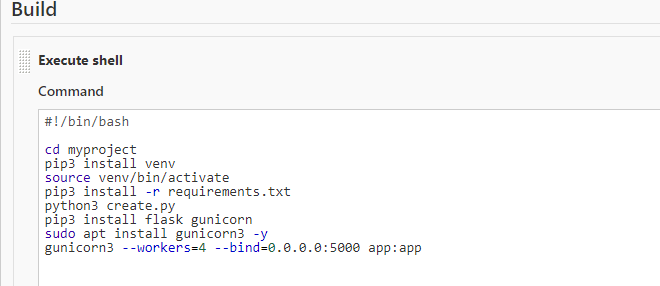 Build
Execute shell
Command
#!/bin/bash
cd myproject
pip3 install venv
source venv/bin/activate
pip3 install -r requirements.txt
python3 create.py
pip3 install flask gunicorn
sudo apt install gunicorn3 -y
gunicorn3 --workers=4 --bind=0.0.0.0:5000 app:app